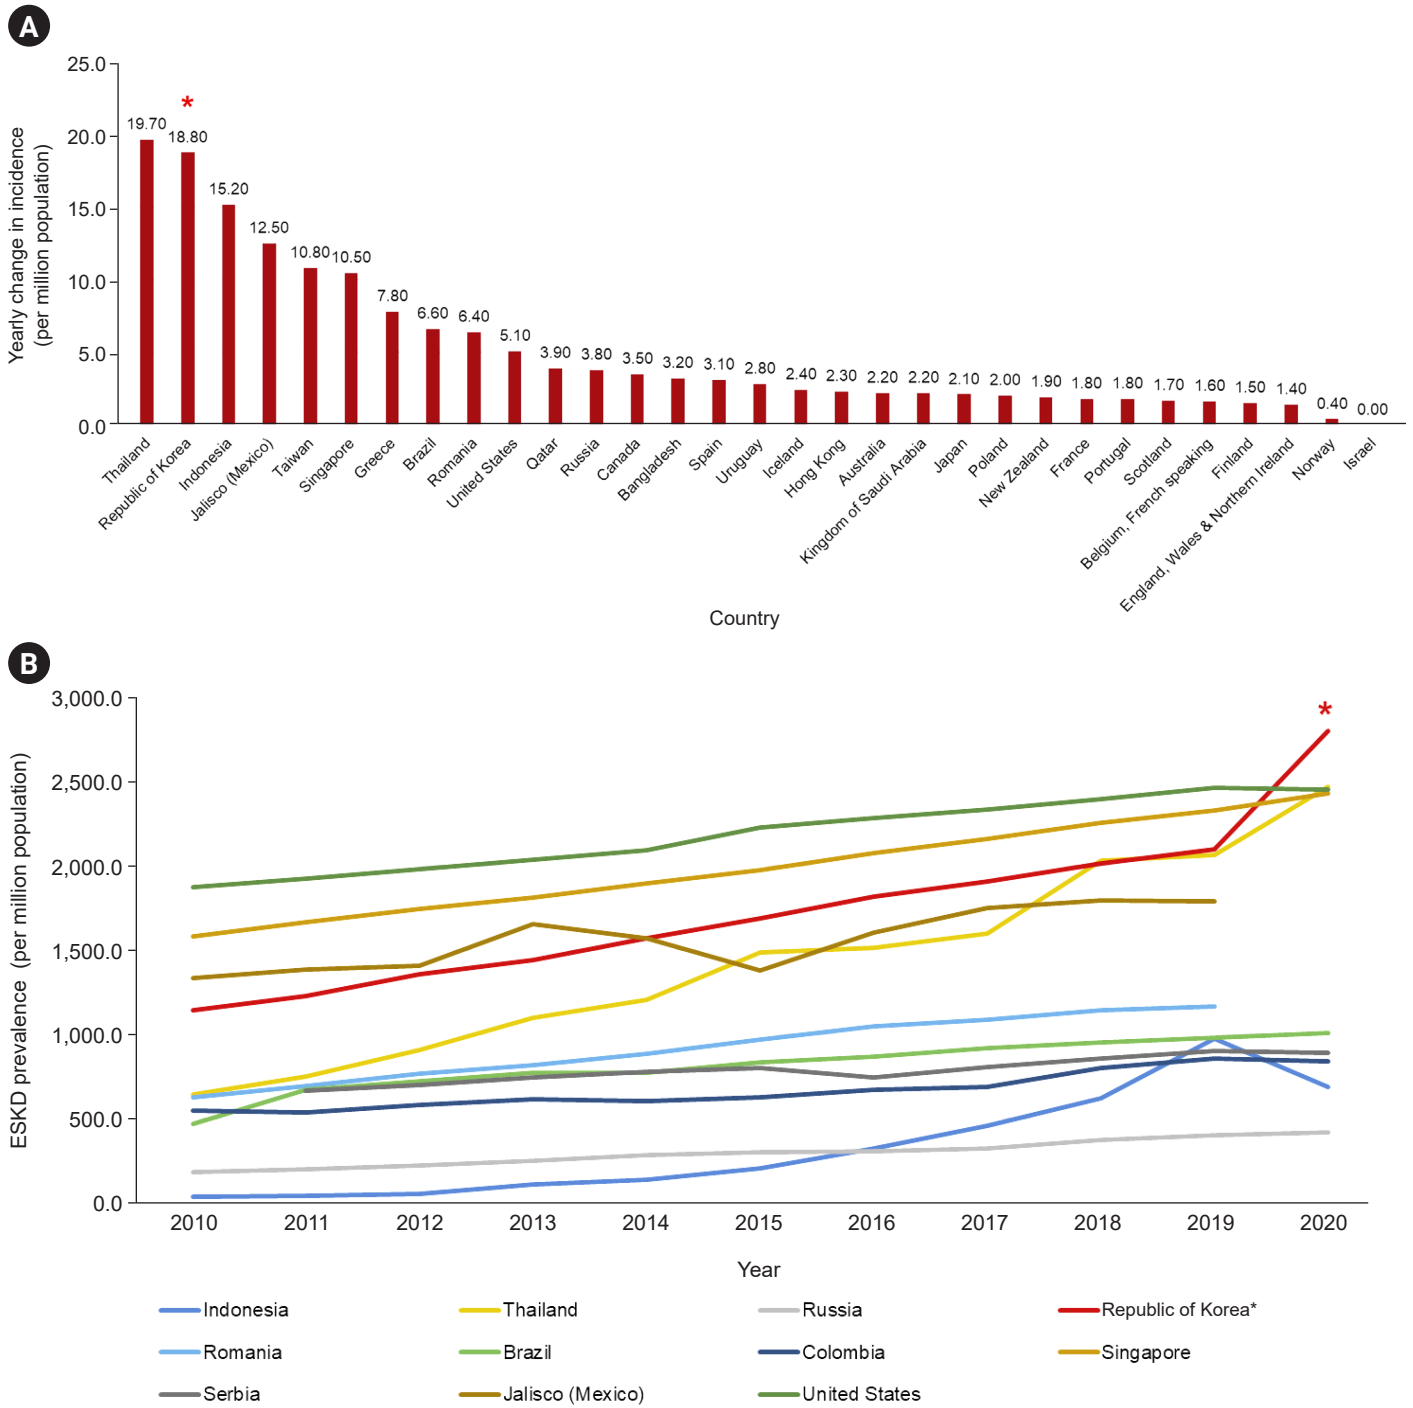 A
Yearly change in incidence
(per million population)
25.0
20.0
15.0
10.0
5.0
0.0
*
19.70
18.80
15.20
12.50
10.80
10.50
7.80
6.60
6.40
5.10
3.90
3.80
3.50
3.20
3.10
2.80
2.40
2.30
2.20
2.20
2.10
2.00
1.90
1.80
1.80
1.70
1.60
1.50
1.40
0.40
0.00
Thailand
Republic of Korea
Indonesia
Jalisco (Mexico)
Taiwan
Singapore
Greece
Brazil
Romania
United States
Qatar
Russia
Canada
Bangladesh
Spain
Uruguay
Iceland
Hong Kong
Australia
Kingdom of Saudi Arabia
Japan
Poland
New Zealand
France
Portugal
Scotland
Belgium, French speaking
Finland
England, Wales & Northern Ireland
Norway
Israel
Country
B
ESKD prevalence (per million population)
3,000.0
2,500.0
2,000.0
1,500.0
1,000.0
500.0
0.0
*
2010 2011 2012 2013 2014 2015 2016 2017 2018 2019 2020
Year
Indonesia Thailand Russia Republic of Korea*
Romania Brazil Colombia Singapore
Serbia Jalisco (Mexico) United States